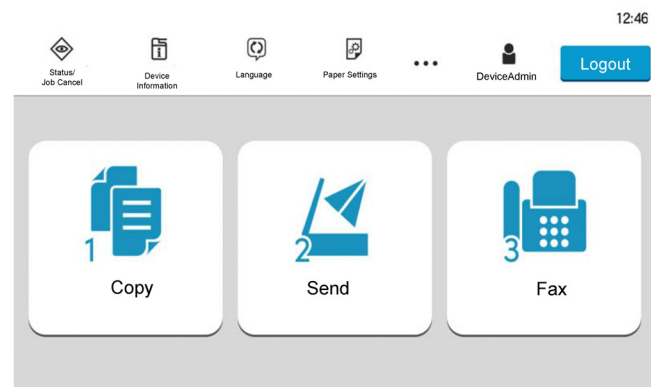 12:46
Status/
Job Cancel
Device
Information
Language
Paper Settings
DeviceAdmin
Logout
1
Copy
2
Send
3
Fax